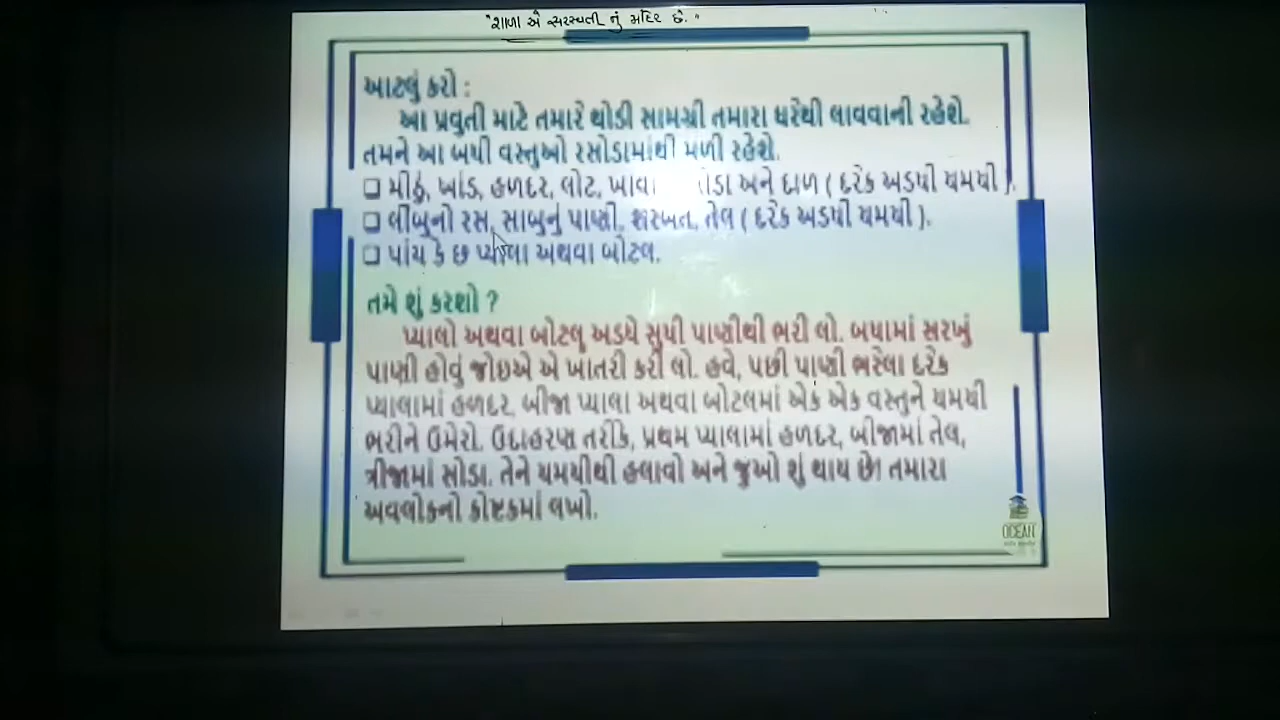 "શાળા એ સરસ્વતી નું મંદિર છે."
આટલું કરો :
આ પ્રવુતી માટે તમારે થોડી સામગ્રી તમારા ઘરેથી લાવવાની રહેશે.
તમને આ બધી વસ્તુઓ રસોડામાંથી મળી રહેશે.
❑ મીઠું, ખાંડ, હળદર, લોટ, અને દાળ ( દરેક અડધી ચમચી ).
❑ લીંબુનો રસ, સાબુનું પાણી, શરબત, તેલ ( દરેક અડધી ચમચી ).
❑ પાંચ કે છ પ્યાલા અથવા બોટલ.
તમે શું કરશો ?
પ્યાલો અથવા બોટલ અડધે સુધી પાણીથી ભરી લો. બધામાં સરખું
પાણી હોવું જોઇએ એ ખાતરી કરી લો. હવે, પછી પાણી ભરેલા દરેક
પ્યાલામાં હળદર, બીજા પ્યાલા અથવા બોટલમાં એક એક વસ્તુને ચમચી
ભરીને ઉમેરો. ઉદાહરણ તરીકે, પ્રથમ પ્યાલામાં હળદર, બીજામાં તેલ,
ત્રીજામાં સોડા. તેને ચમચીથી હલાવો અને જુઓ શું થાય છે! તમારા
અવલોકનો કોષ્ટકમાં લખો.
OCEAN